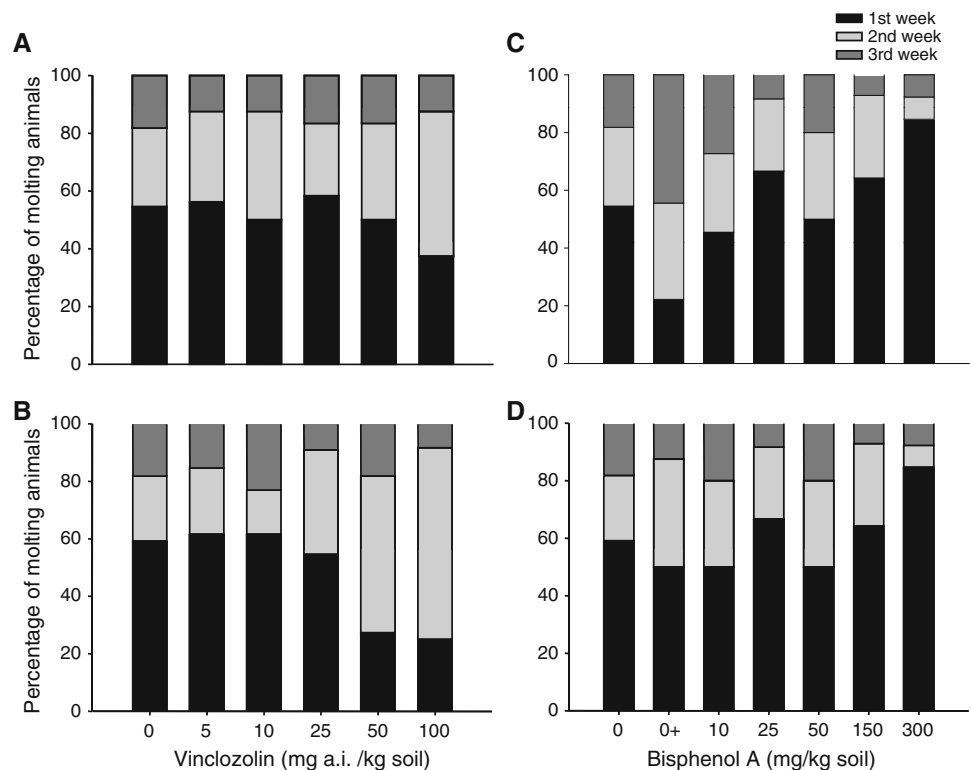 1st week
2nd week
3rd week
A
100
80
60
40
20
0
Percentage of molting animals
C
100
80
60
40
20
0
B
100
80
60
40
20
0
Percentage of molting animals
0 5 10 25 50 100
Vinclozolin (mg a.i. /kg soil)
D
100
80
60
40
20
0
0 0+ 10 25 50 150 300
Bisphenol A (mg/kg soil)